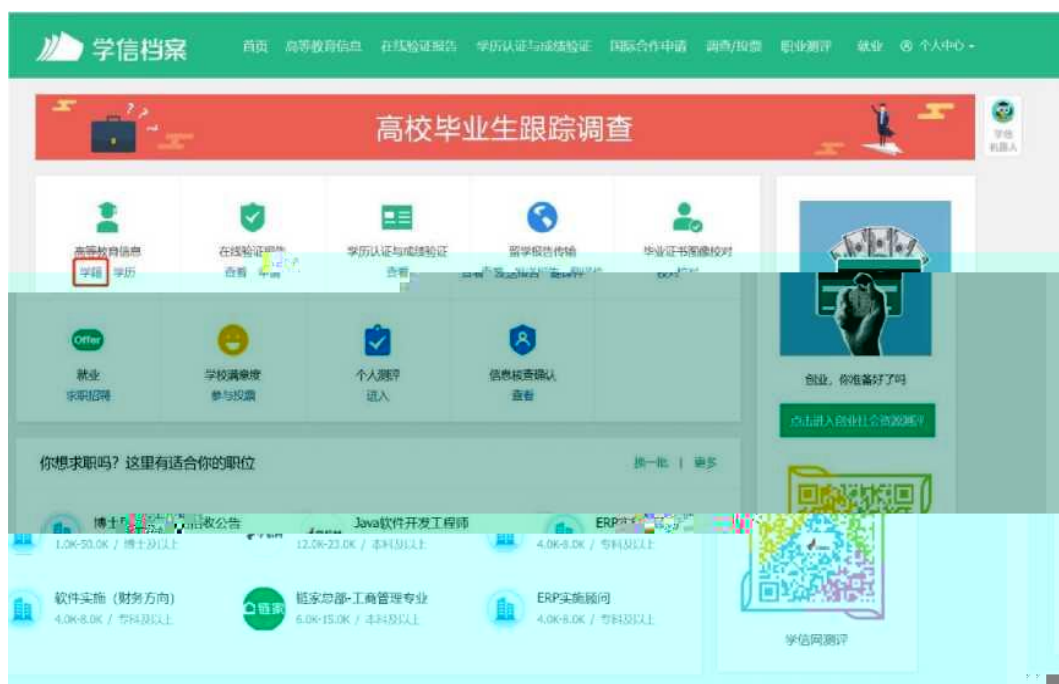 学信档案 首页 高等教育信息 在线验证报告 学历认证与成绩验证 国际合作申请 调查/投票 职业测评 就业 个人中心
高校毕业生跟踪调查
学信
机器人
高等教育信息 在线验证报告 学历认证与成绩验证 留学报告传输 毕业证书图像校对
学籍 学历 查看 申请 查看
Offer
就业 学校满意度 个人测评 信息核查确认
求职招聘 参与投票 进入 查看
创业，你准备好了吗
你想求职吗？这里有适合你的职位 换一批 | 更多
博士 收公告 Java软件开发工程师 ERP
1.0K-50.0K / 博士及以上 12.0K-23.0K / 本科及以上 4.0K-8.0K / 专科及以上
软件实施（财务方向） 链家 链家总部-工商管理专业 ERP实施顾问
4.0K-8.0K / 专科及以上 6.0K-15.0K / 本科及以上 4.0K-8.0K / 专科及以上
学信网测评